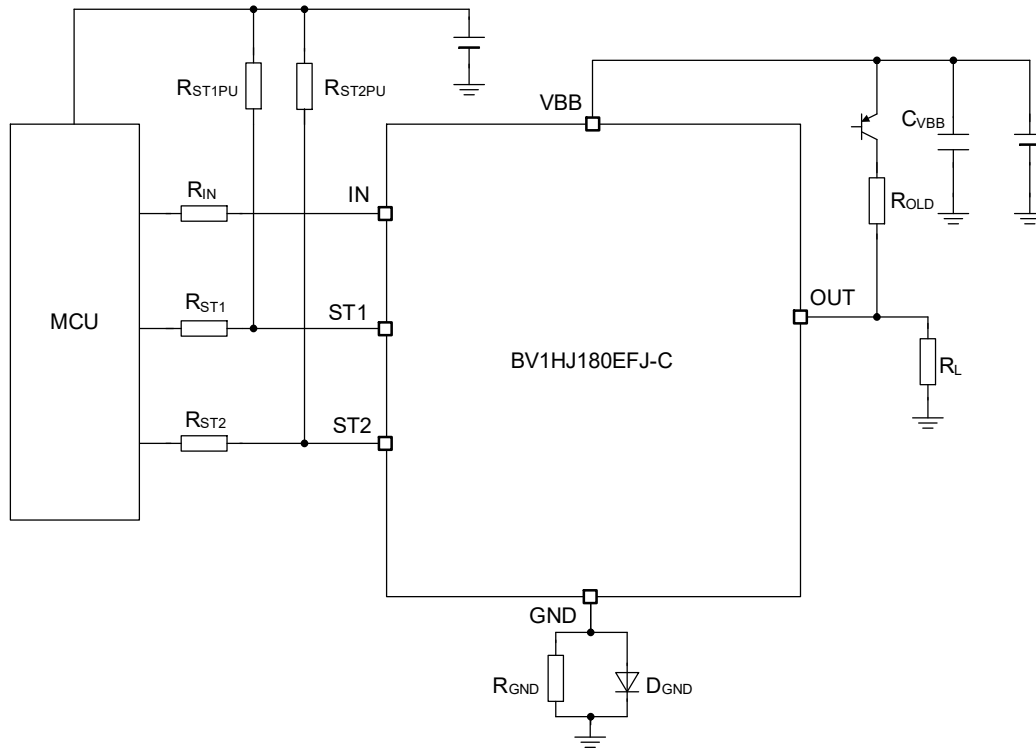 RST1PU
RST2PU
VBB
CVBB
RIN
IN
ROLD
MCU
RST1
ST1
OUT
BV1HJ180EFJ-C
RL
RST2
ST2
GND
RGND
DGND